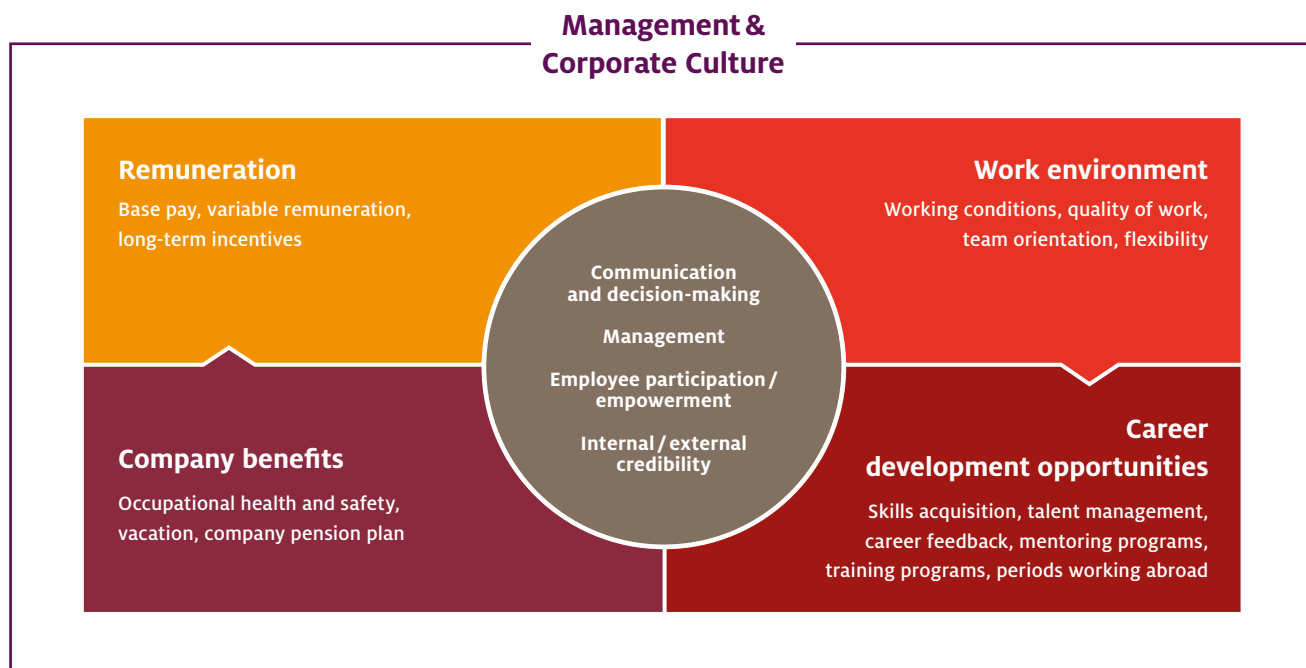 Management &
Corporate Culture
Remuneration
Base pay, variable remuneration,
long-term incentives
Work environment
Working conditions, quality of work,
team orientation, flexibility
Communication
and decision-making
Management
Employee participation /
empowerment
Internal / external
credibility
Company benefits
Occupational health and safety,
vacation, company pension plan
Career
development opportunities
Skills acquisition, talent management,
career feedback, mentoring programs,
training programs, periods working abroad